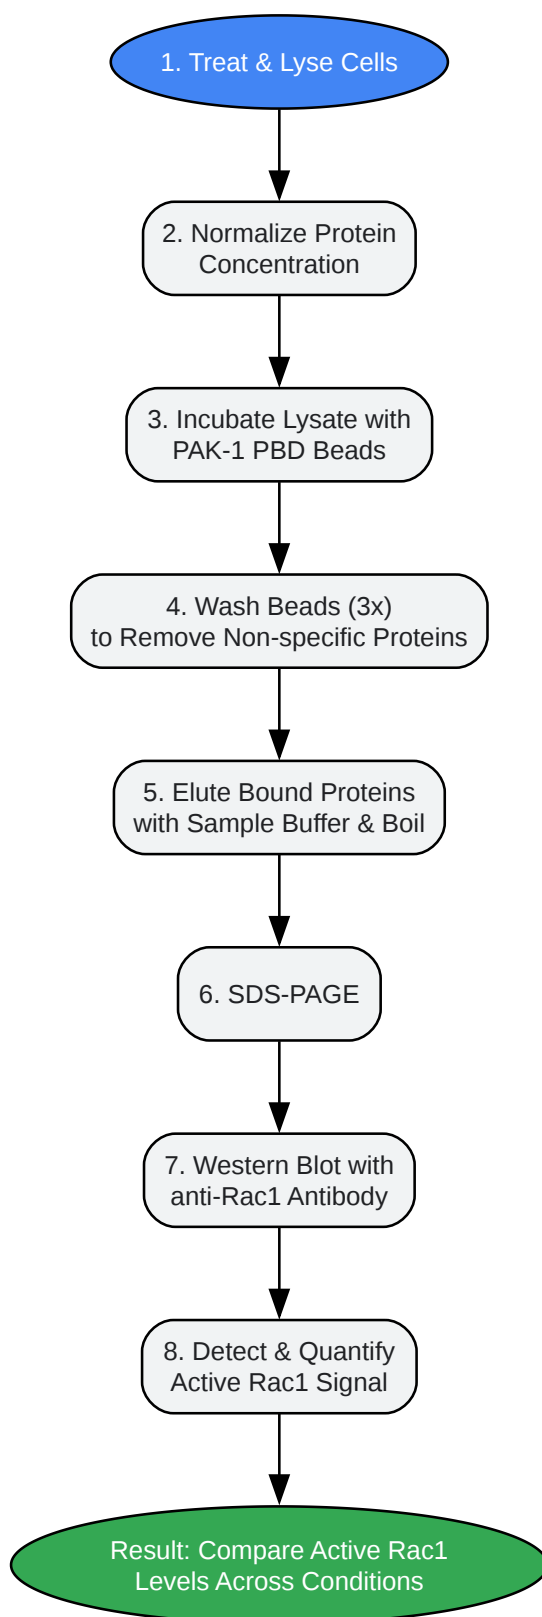 1. Treat & Lyse Cells
2. Normalize Protein
Concentration
3. Incubate Lysate with
PAK-1 PBD Beads
4. Wash Beads (3x)
to Remove Non-specific Proteins
5. Elute Bound Proteins
with Sample Buffer & Boil
6. SDS-PAGE
7. Western Blot with
anti-Rac1 Antibody
8. Detect & Quantify
Active Rac1 Signal
Result: Compare Active Rac1
Levels Across Conditions